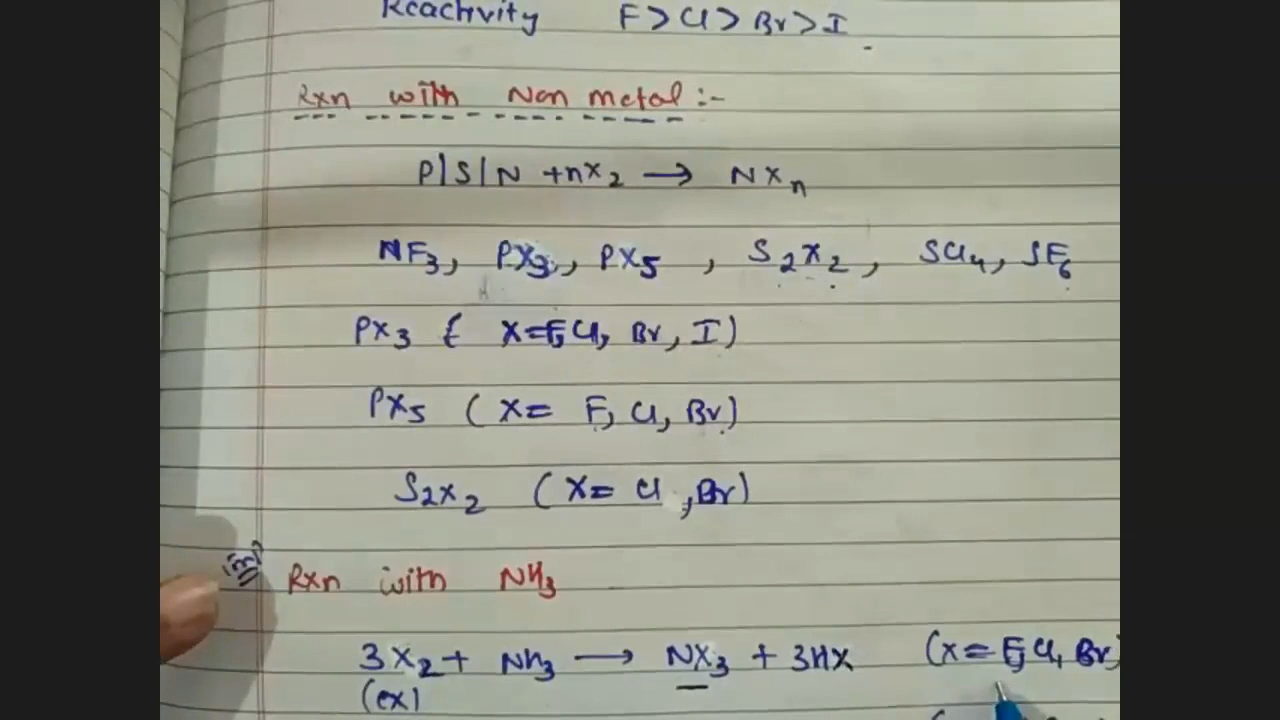 Reactivity F > Cl > Br > I
Rxn with Non metal :-
P|S|N + nX2 → NXn
NF3, PX3, PX5, S2X2, SCl4, SF6
PX3 { X = F, Cl, Br, I)
PX5 (X = F, Cl, Br)
S2X2 (X = Cl, Br)
Rxn with NH3
3X2 + NH3 → NX3 + 3HX (X = F, Cl, Br)
(ex)